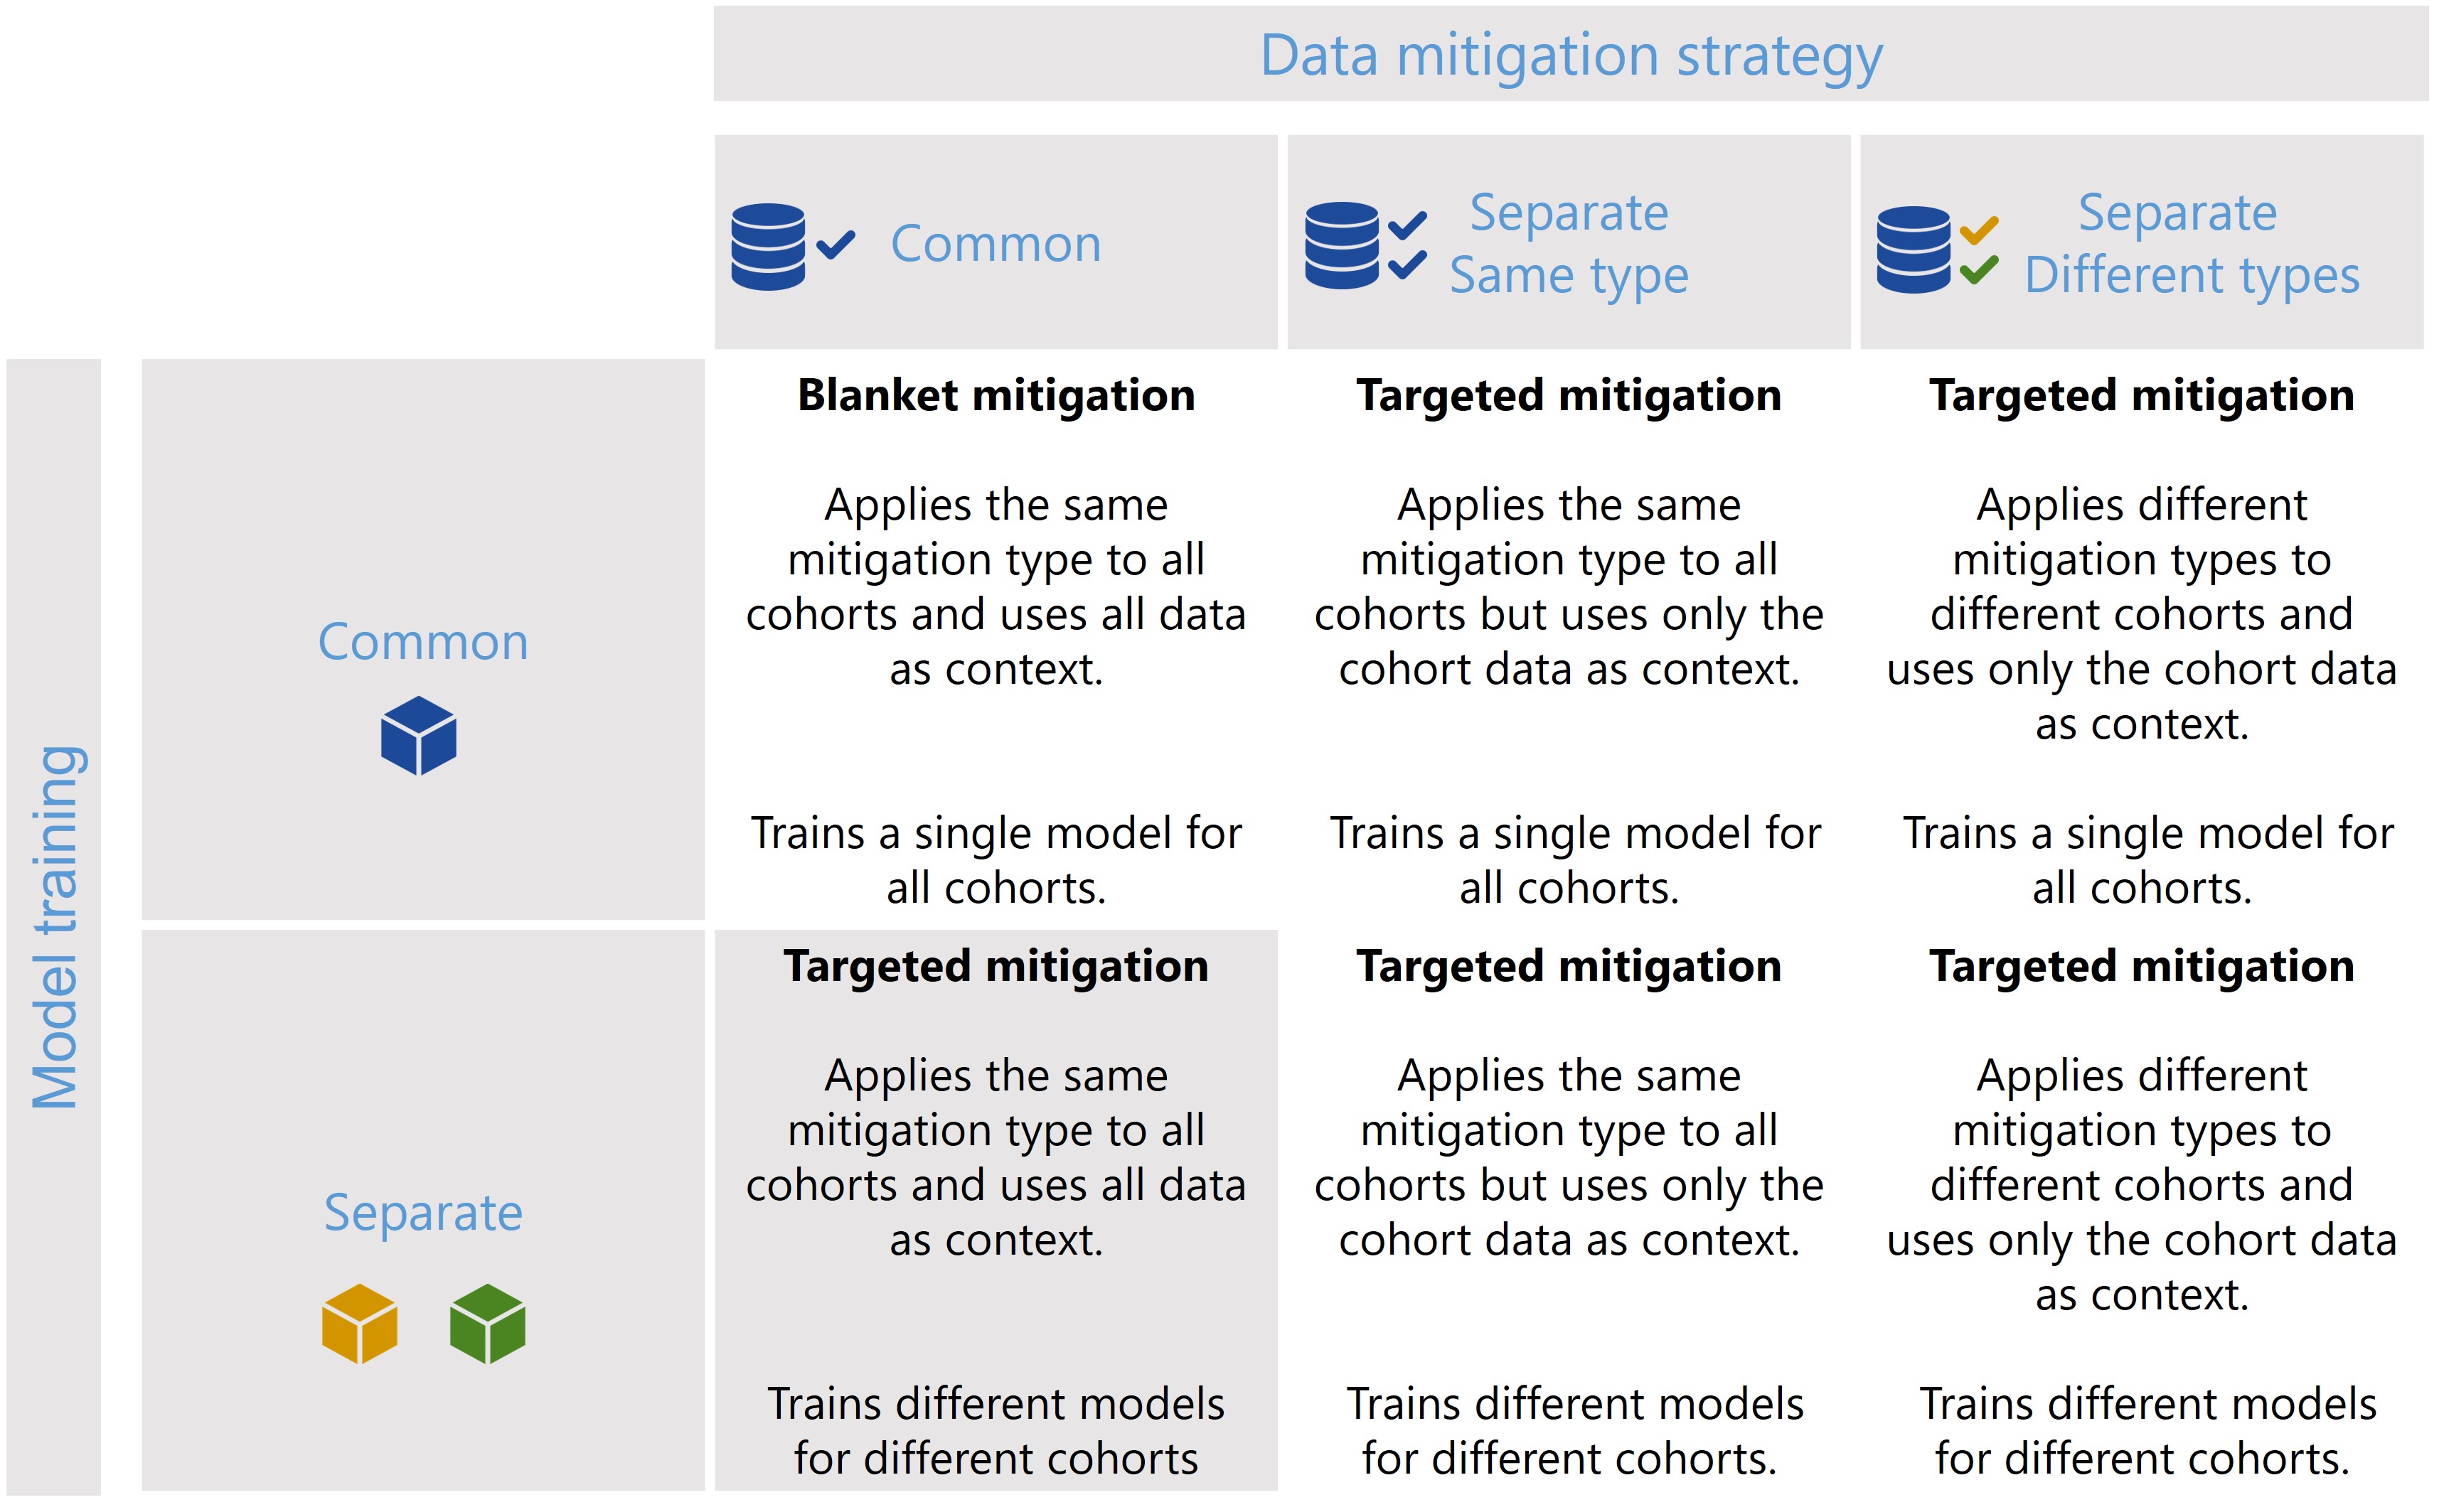 Data mitigation strategy
Common
Separate
Same type
Separate
Different types
Model training
Common
Blanket mitigation
Applies the same
mitigation type to all
cohorts and uses all data
as context.
Trains a single model for
all cohorts.
Targeted mitigation
Applies the same
mitigation type to all
cohorts but uses only the
cohort data as context.
Trains a single model for
all cohorts.
Targeted mitigation
Applies different
mitigation types to
different cohorts and
uses only the cohort data
as context.
Trains a single model for
all cohorts.
Separate
Targeted mitigation
Applies the same
mitigation type to all
cohorts and uses all data
as context.
Trains different models
for different cohorts
Targeted mitigation
Applies the same
mitigation type to all
cohorts but uses only the
cohort data as context.
Trains different models
for different cohorts.
Targeted mitigation
Applies different
mitigation types to
different cohorts and
uses only the cohort data
as context.
Trains different models
for different cohorts.